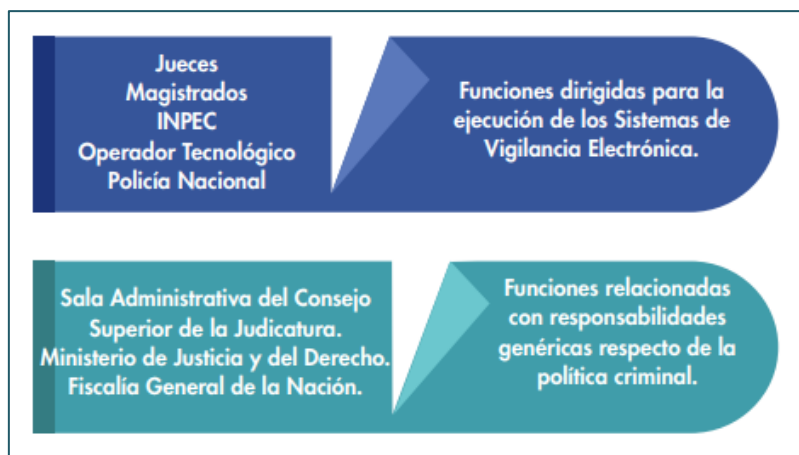 Jueces
Magistrados
INPEC
Operador Tecnológico
Policía Nacional
Funciones dirigidas para la
ejecución de los Sistemas de
Vigilancia Electrónica.
Sala Administrativa del Consejo
Superior de la Judicatura.
Ministerio de Justicia y del Derecho.
Fiscalía General de la Nación.
Funciones relacionadas
con responsabilidades
genéricas respecto de la
política criminal.